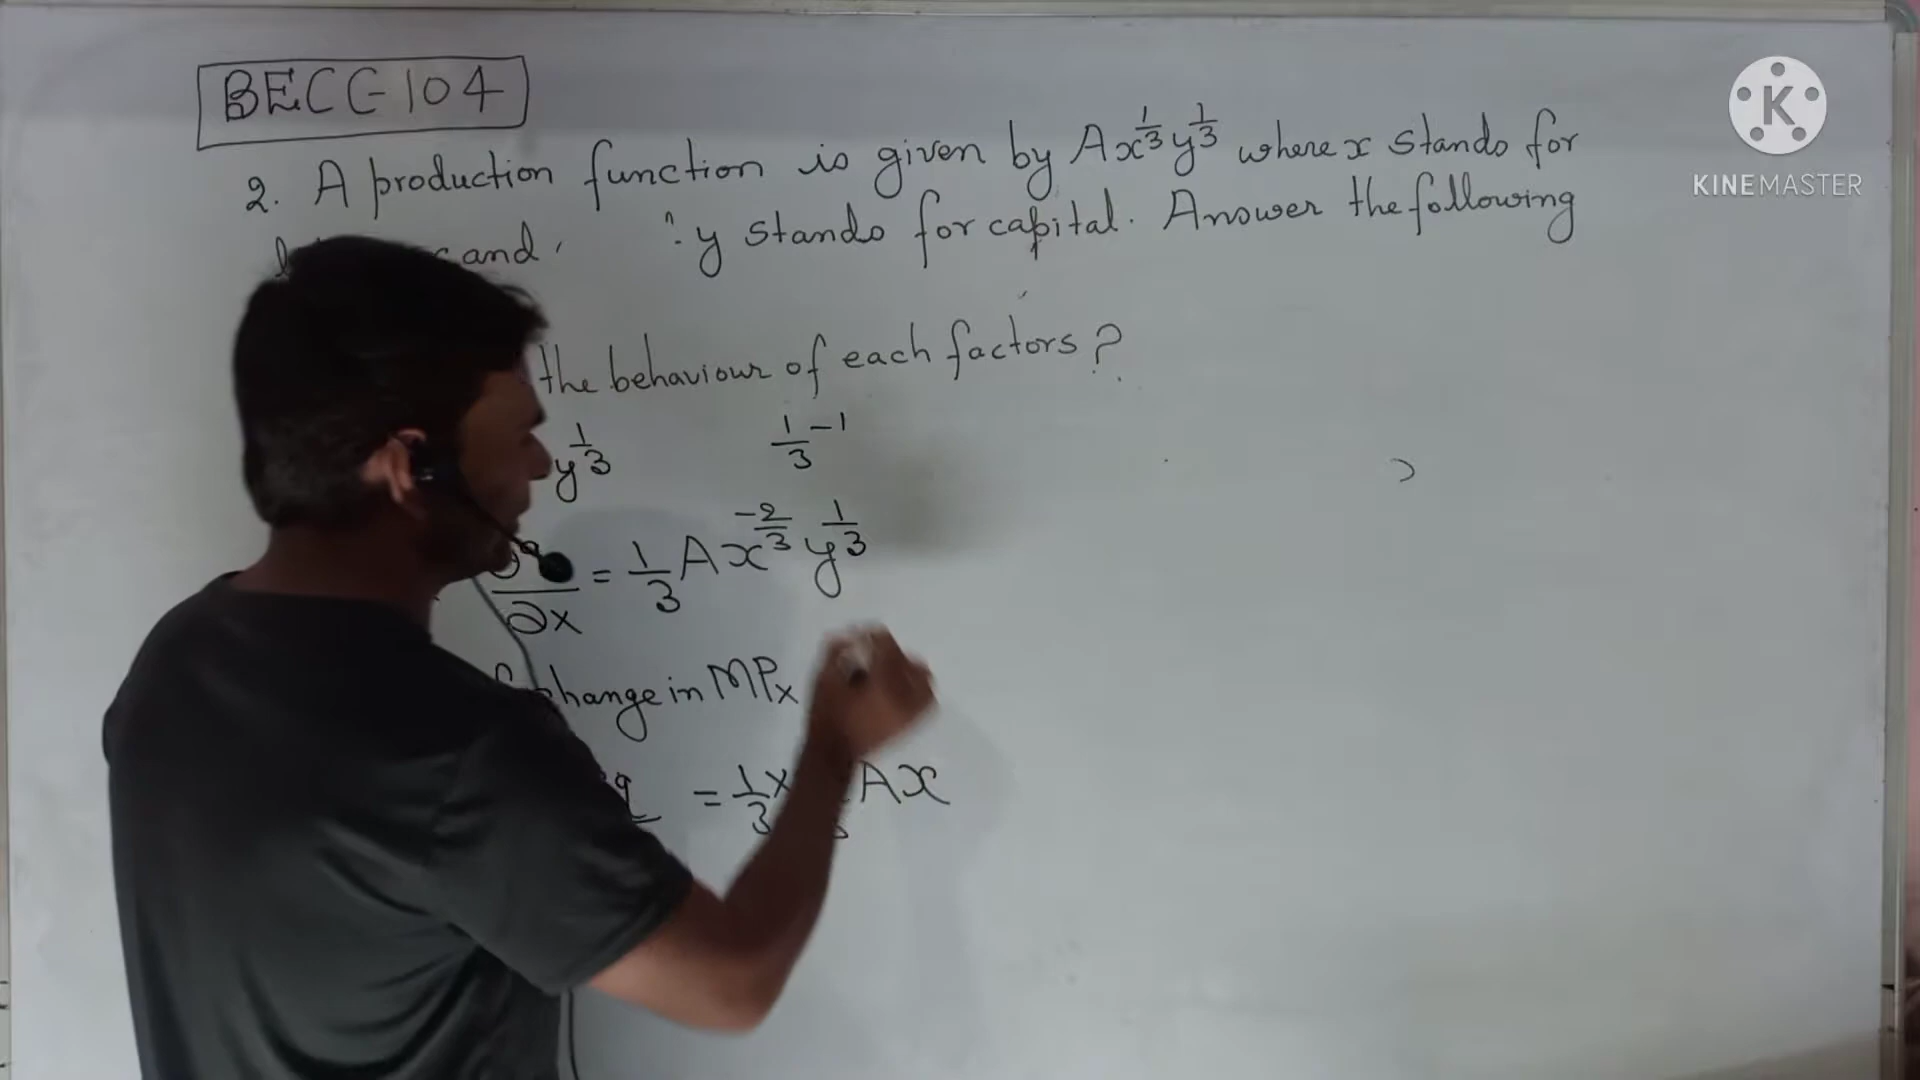 BECC-104
KINEMASTER
2. A production function is given by Ax^{1/3} y^{1/3} where x stands for
and y stands for capital. Answer the following
the behaviour of each factors?
y^{1/3} 1/3 -1
∂x = 1/3 A x^{-2/3} y^{1/3}
change in MPx
= 1/3 x Ax